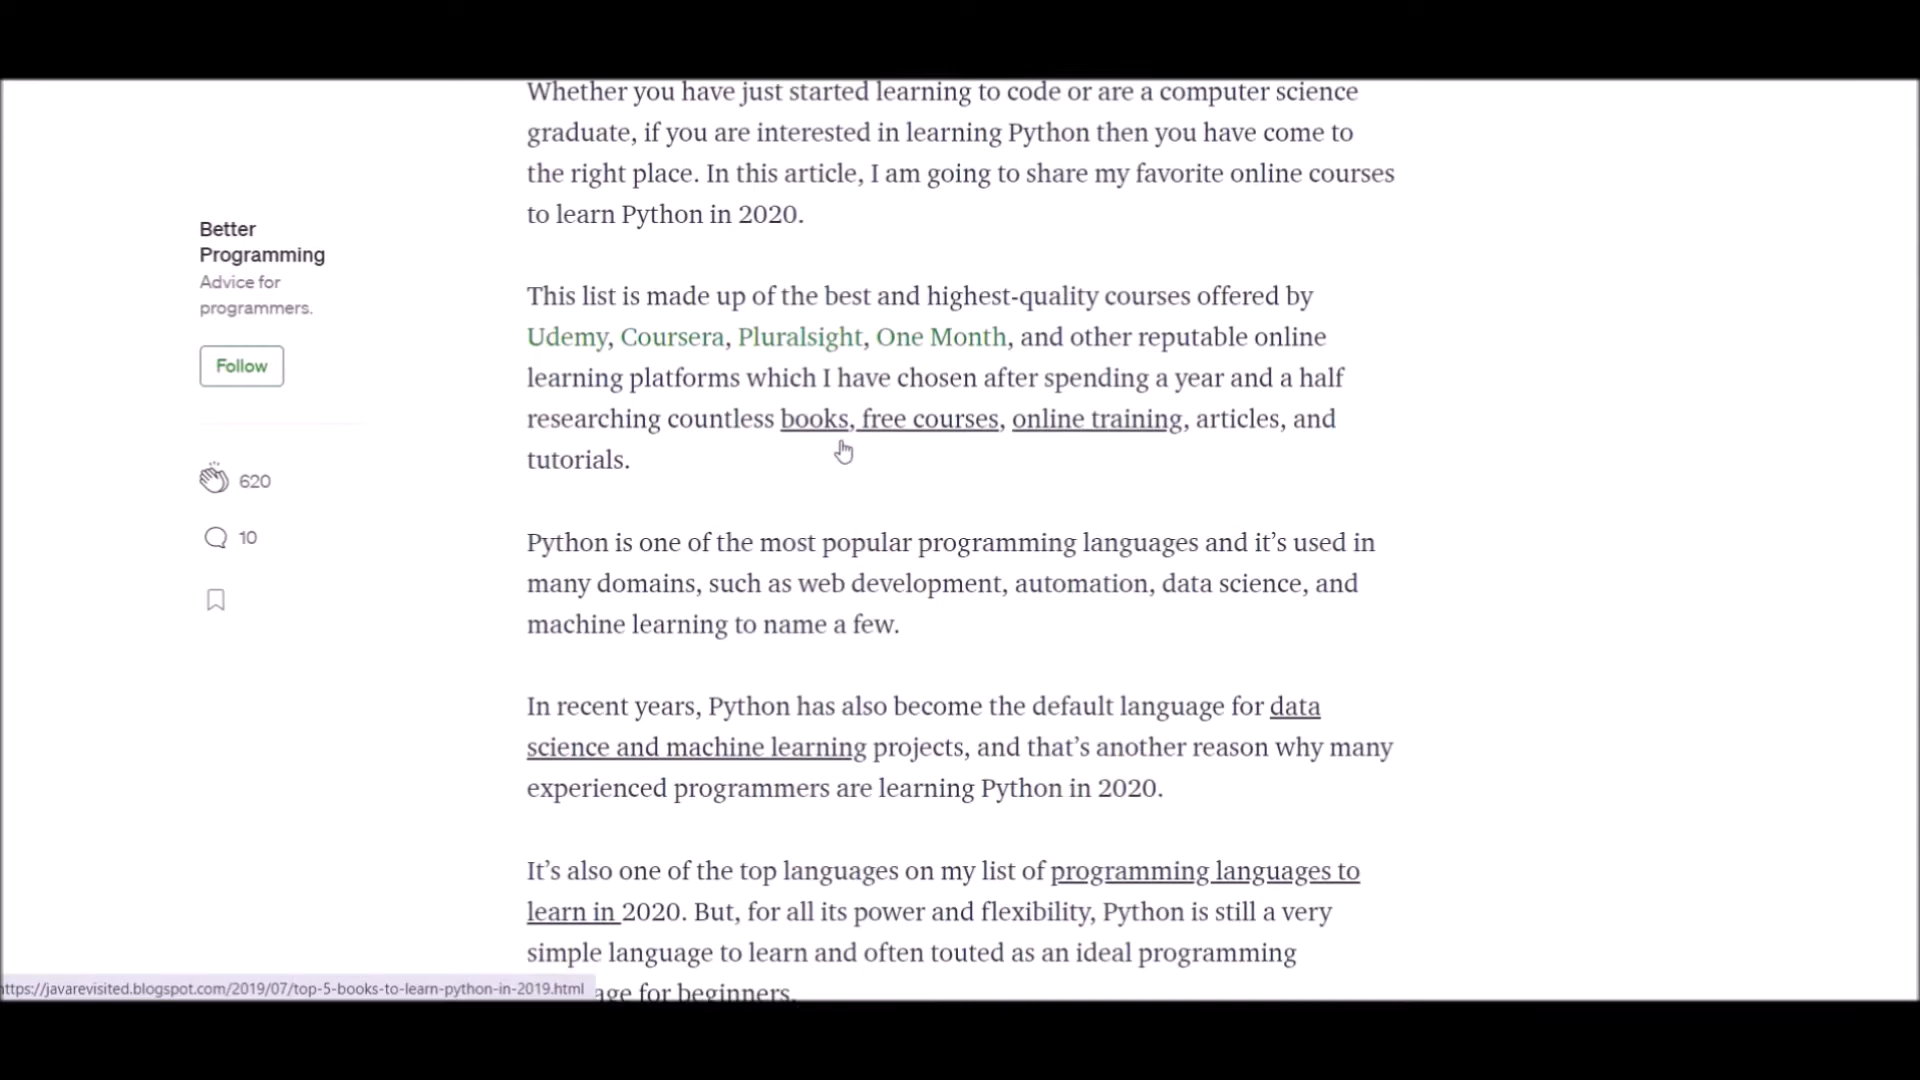 Whether you have just started learning to code or are a computer science
graduate, if you are interested in learning Python then you have come to
the right place. In this article, I am going to share my favorite online courses
to learn Python in 2020.
Better
Programming
Advice for
programmers.
Follow
620
10
This list is made up of the best and highest-quality courses offered by
Udemy, Coursera, Pluralsight, One Month, and other reputable online
learning platforms which I have chosen after spending a year and a half
researching countless books, free courses, online training, articles, and
tutorials.
Python is one of the most popular programming languages and it’s used in
many domains, such as web development, automation, data science, and
machine learning to name a few.
In recent years, Python has also become the default language for data
science and machine learning projects, and that’s another reason why many
experienced programmers are learning Python in 2020.
It’s also one of the top languages on my list of programming languages to
learn in 2020. But, for all its power and flexibility, Python is still a very
simple language to learn and often touted as an ideal programming
age for beginners.
ttps://javarevisited.blogspot.com/2019/07/top-5-books-to-learn-python-in-2019.html